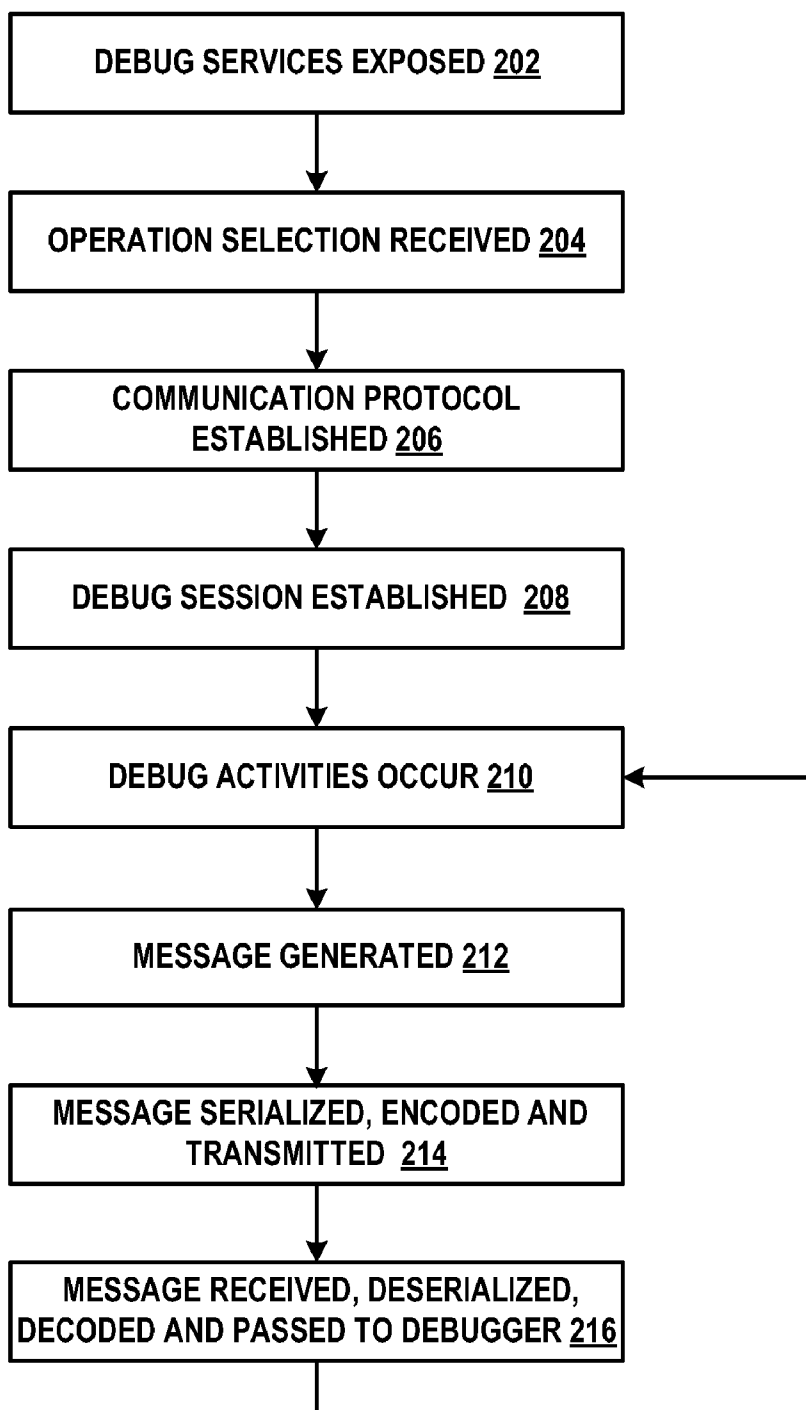 DEBUG SERVICES EXPOSED 202
OPERATION SELECTION RECEIVED 204
COMMUNICATION PROTOCOL
ESTABLISHED 206
DEBUG SESSION ESTABLISHED 208
DEBUG ACTIVITIES OCCUR 210
MESSAGE GENERATED 212
MESSAGE SERIALIZED, ENCODED AND
TRANSMITTED 214
MESSAGE RECEIVED, DESERIALIZED,
DECODED AND PASSED TO DEBUGGER 216